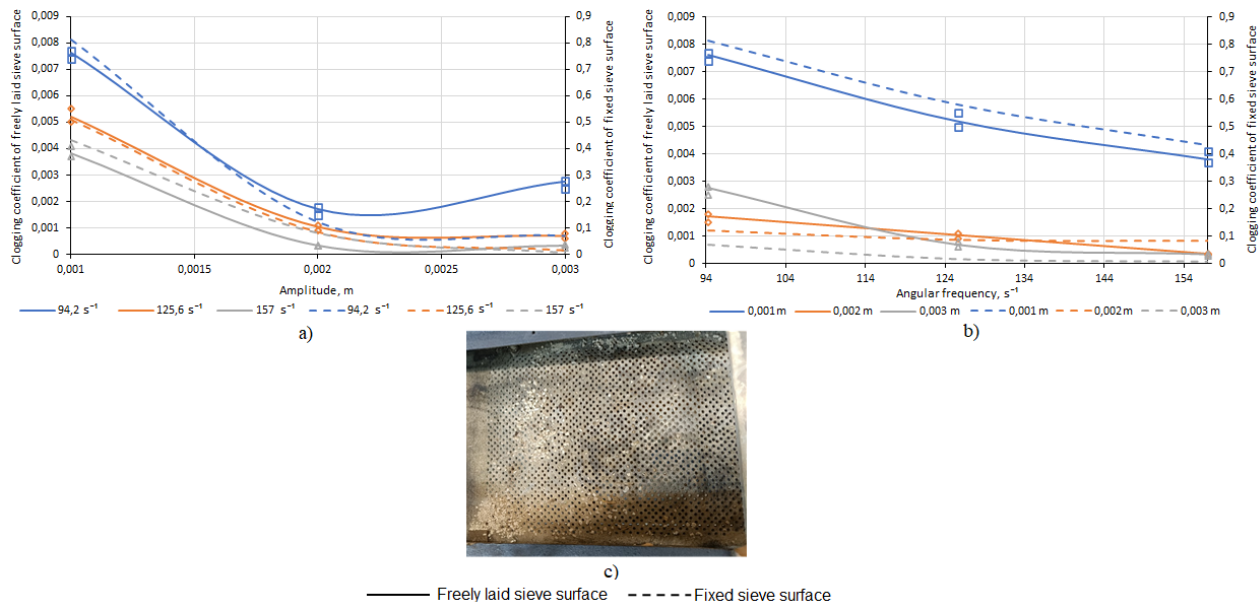 Clogging coefficient of freely laid sieve surface
0,009
0,008
0,007
0,006
0,005
0,004
0,003
0,002
0,001
0
0,9
0,8
0,7
0,6
0,5
0,4
0,3
0,2
0,1
0
Clogging coefficient of fixed sieve surface
0,001 0,0015 0,002 0,0025 0,003
Amplitude, m
94,2 s⁻¹ 125,6 s⁻¹ 157 s⁻¹ 94,2 s⁻¹ 125,6 s⁻¹ 157 s⁻¹
a)
Clogging coefficient of freely laid sieve surface
0,009
0,008
0,007
0,006
0,005
0,004
0,003
0,002
0,001
0
0,9
0,8
0,7
0,6
0,5
0,4
0,3
0,2
0,1
0
Clogging coefficient of fixed sieve surface
94 104 114 124 134 144 154
Angular frequency, s⁻¹
0,001 m 0,002 m 0,003 m 0,001 m 0,002 m 0,003 m
b)
c)
Freely laid sieve surface Fixed sieve surface